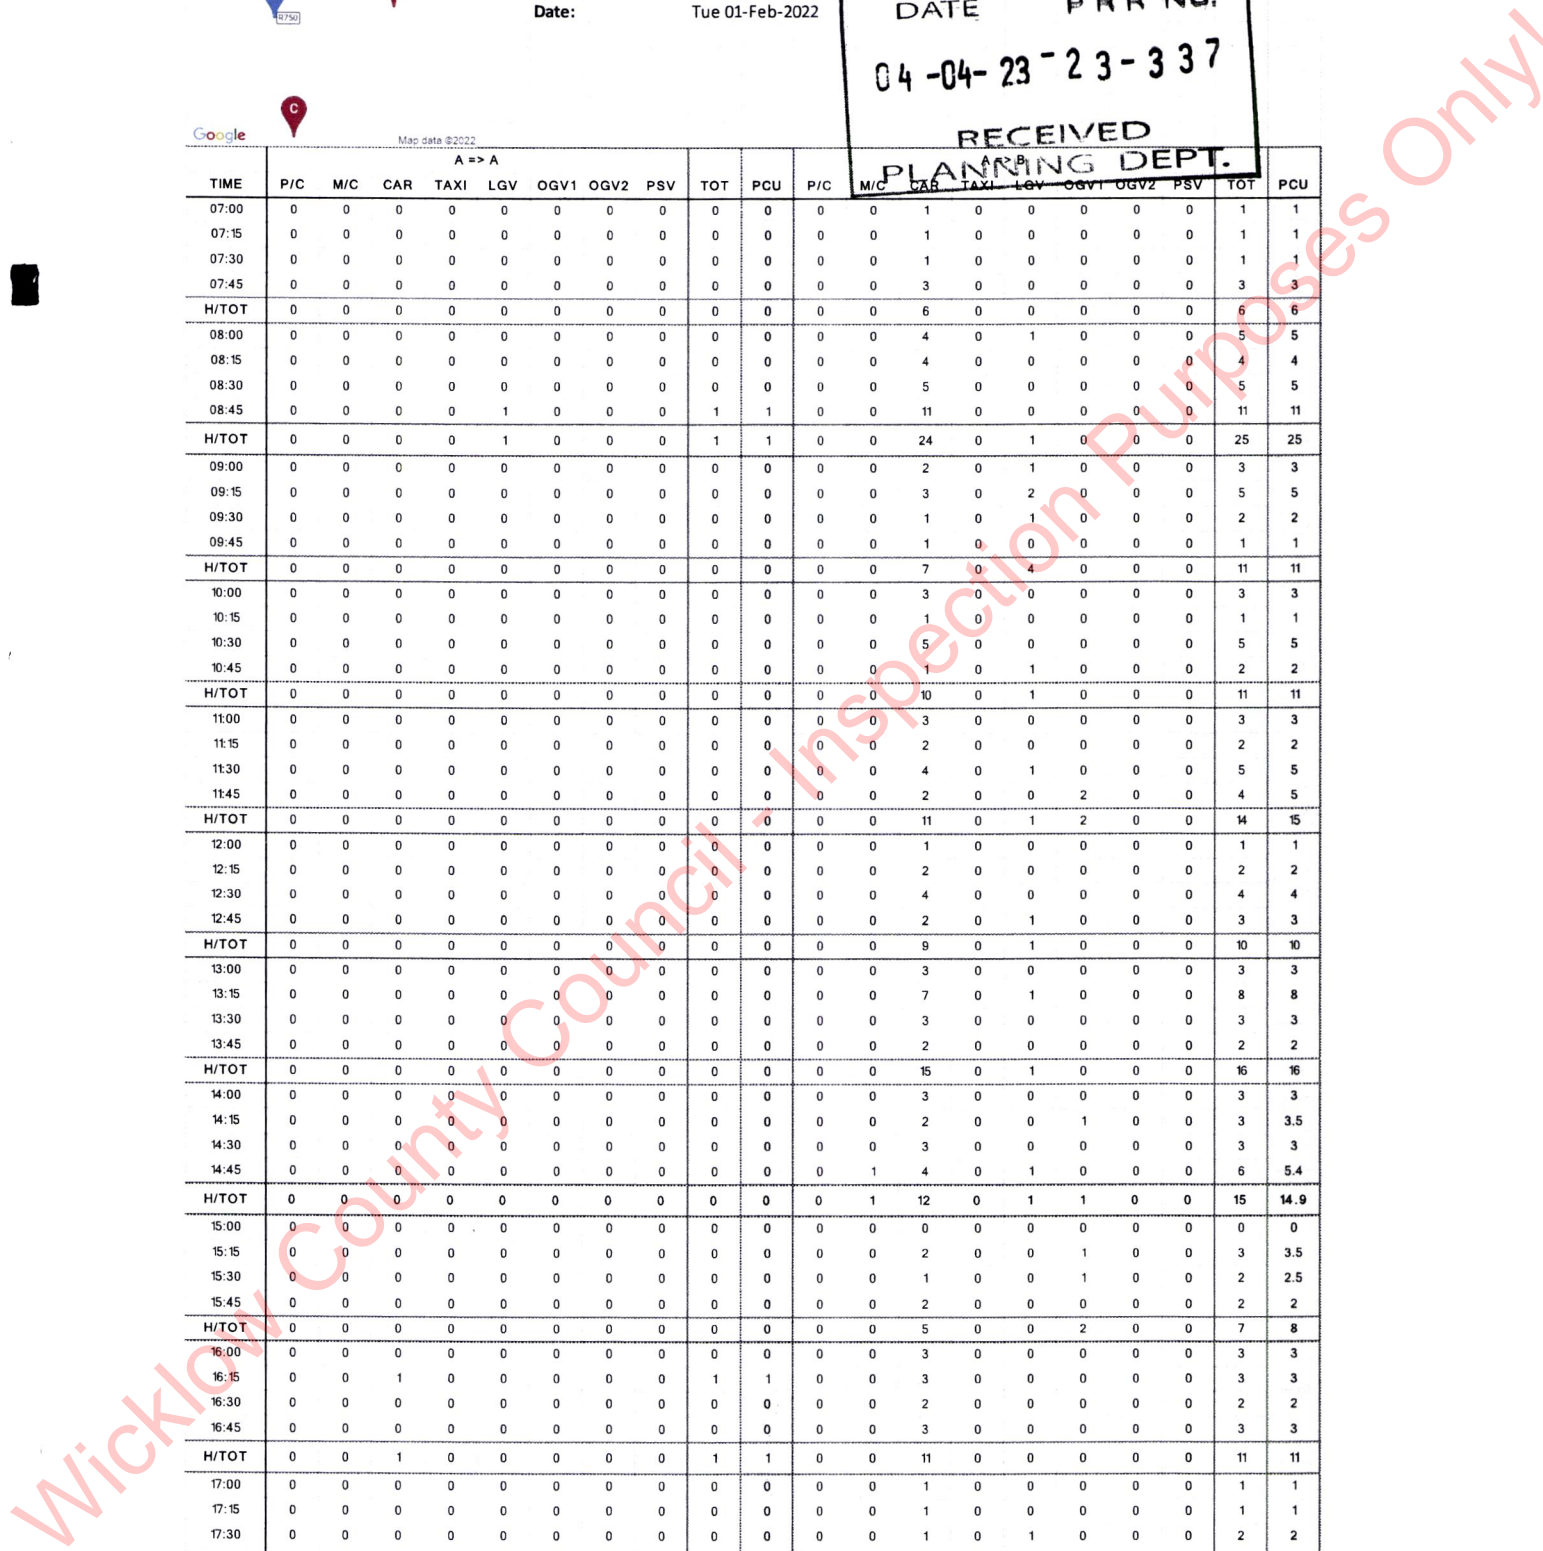 R750
Date: Tue 01-Feb-2022
DATE PRR NO.
04-04-23-23-337
C
Google
Map data ©2022
RECEIVED
PLANNING DEPT.
A => A A => B
TIME P/C M/C CAR TAXI LGV OGV1 OGV2 PSV TOT PCU P/C M/C CAR TAXI LGV OGV1 OGV2 PSV TOT PCU
07:00 0 0 0 0 0 0 0 0 0 0 0 0 1 0 0 0 0 0 1 1
07:15 0 0 0 0 0 0 0 0 0 0 0 0 1 0 0 0 0 0 1 1
07:30 0 0 0 0 0 0 0 0 0 0 0 0 1 0 0 0 0 0 1 1
07:45 0 0 0 0 0 0 0 0 0 0 0 0 3 0 0 0 0 0 3 3
H/TOT 0 0 0 0 0 0 0 0 0 0 0 0 6 0 0 0 0 0 6 6
08:00 0 0 0 0 0 0 0 0 0 0 0 0 4 0 1 0 0 0 5 5
08:15 0 0 0 0 0 0 0 0 0 0 0 0 4 0 0 0 0 0 4 4
08:30 0 0 0 0 0 0 0 0 0 0 0 0 5 0 0 0 0 0 5 5
08:45 0 0 0 0 1 0 0 0 1 1 0 0 11 0 0 0 0 0 11 11
H/TOT 0 0 0 0 1 0 0 0 1 1 0 0 24 0 1 0 0 0 25 25
09:00 0 0 0 0 0 0 0 0 0 0 0 0 2 0 1 0 0 0 3 3
09:15 0 0 0 0 0 0 0 0 0 0 0 0 3 0 2 0 0 0 5 5
09:30 0 0 0 0 0 0 0 0 0 0 0 0 1 0 1 0 0 0 2 2
09:45 0 0 0 0 0 0 0 0 0 0 0 0 1 0 0 0 0 0 1 1
H/TOT 0 0 0 0 0 0 0 0 0 0 0 0 7 0 4 0 0 0 11 11
10:00 0 0 0 0 0 0 0 0 0 0 0 0 3 0 0 0 0 0 3 3
10:15 0 0 0 0 0 0 0 0 0 0 0 0 1 0 0 0 0 0 1 1
10:30 0 0 0 0 0 0 0 0 0 0 0 0 5 0 0 0 0 0 5 5
10:45 0 0 0 0 0 0 0 0 0 0 0 0 1 0 1 0 0 0 2 2
H/TOT 0 0 0 0 0 0 0 0 0 0 0 0 10 0 1 0 0 0 11 11
11:00 0 0 0 0 0 0 0 0 0 0 0 0 3 0 0 0 0 0 3 3
11:15 0 0 0 0 0 0 0 0 0 0 0 0 2 0 0 0 0 0 2 2
11:30 0 0 0 0 0 0 0 0 0 0 0 0 4 0 1 0 0 0 5 5
11:45 0 0 0 0 0 0 0 0 0 0 0 0 2 0 0 2 0 0 4 5
H/TOT 0 0 0 0 0 0 0 0 0 0 0 0 11 0 1 2 0 0 14 15
12:00 0 0 0 0 0 0 0 0 0 0 0 0 1 0 0 0 0 0 1 1
12:15 0 0 0 0 0 0 0 0 0 0 0 0 2 0 0 0 0 0 2 2
12:30 0 0 0 0 0 0 0 0 0 0 0 0 4 0 0 0 0 0 4 4
12:45 0 0 0 0 0 0 0 0 0 0 0 0 2 0 1 0 0 0 3 3
H/TOT 0 0 0 0 0 0 0 0 0 0 0 0 9 0 1 0 0 0 10 10
13:00 0 0 0 0 0 0 0 0 0 0 0 0 3 0 0 0 0 0 3 3
13:15 0 0 0 0 0 0 0 0 0 0 0 0 7 0 1 0 0 0 8 8
13:30 0 0 0 0 0 0 0 0 0 0 0 0 3 0 0 0 0 0 3 3
13:45 0 0 0 0 0 0 0 0 0 0 0 0 2 0 0 0 0 0 2 2
H/TOT 0 0 0 0 0 0 0 0 0 0 0 0 15 0 1 0 0 0 16 16
14:00 0 0 0 0 0 0 0 0 0 0 0 0 3 0 0 0 0 0 3 3
14:15 0 0 0 0 0 0 0 0 0 0 0 0 2 0 0 1 0 0 3 3.5
14:30 0 0 0 0 0 0 0 0 0 0 0 0 3 0 0 0 0 0 3 3
14:45 0 0 0 0 0 0 0 0 0 0 0 1 4 0 1 0 0 0 6 5.4
H/TOT 0 0 0 0 0 0 0 0 0 0 0 1 12 0 1 1 0 0 15 14.9
15:00 0 0 0 0 0 0 0 0 0 0 0 0 0 0 0 0 0 0 0 0
15:15 0 0 0 0 0 0 0 0 0 0 0 0 2 0 0 1 0 0 3 3.5
15:30 0 0 0 0 0 0 0 0 0 0 0 0 1 0 0 1 0 0 2 2.5
15:45 0 0 0 0 0 0 0 0 0 0 0 0 2 0 0 0 0 0 2 2
H/TOT 0 0 0 0 0 0 0 0 0 0 0 0 5 0 0 2 0 0 7 8
16:00 0 0 0 0 0 0 0 0 0 0 0 0 3 0 0 0 0 0 3 3
16:15 0 0 1 0 0 0 0 0 1 1 0 0 3 0 0 0 0 0 3 3
16:30 0 0 0 0 0 0 0 0 0 0 0 0 2 0 0 0 0 0 2 2
16:45 0 0 0 0 0 0 0 0 0 0 0 0 3 0 0 0 0 0 3 3
H/TOT 0 0 1 0 0 0 0 0 1 1 0 0 11 0 0 0 0 0 11 11
17:00 0 0 0 0 0 0 0 0 0 0 0 0 1 0 0 0 0 0 1 1
17:15 0 0 0 0 0 0 0 0 0 0 0 0 1 0 0 0 0 0 1 1
17:30 0 0 0 0 0 0 0 0 0 0 0 0 1 0 1 0 0 0 2 2
Wicklow County Council - Inspection Purposes Only!